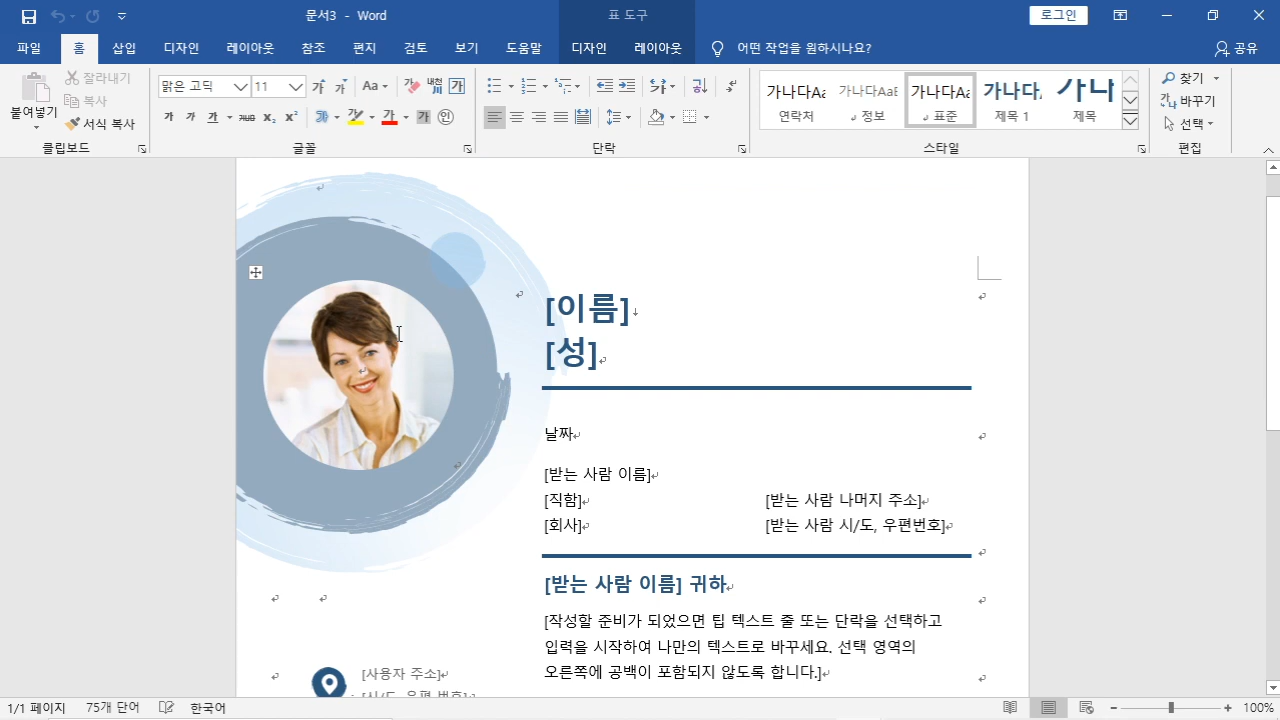 문서3 - Word
표 도구
로그인
파일
홈
삽입
디자인
레이아웃
참조
편지
검토
보기
도움말
디자인
레이아웃
어떤 작업을 원하시나요?
공유
붙여넣기
잘라내기
복사
서식 복사
클립보드
맑은 고딕
11
글꼴
단락
가나다Aa
연락처
가나다AaE
정보
가나다Aa
표준
가나다
제목 1
가나
제목
스타일
찾기
바꾸기
선택
편집
[이름]
[성]
날짜
[받는 사람 이름]
[직함]
[받는 사람 나머지 주소]
[회사]
[받는 사람 시/도, 우편번호]
[받는 사람 이름] 귀하
[작성할 준비가 되었으면 팁 텍스트 줄 또는 단락을 선택하고
입력을 시작하여 나만의 텍스트로 바꾸세요. 선택 영역의
오른쪽에 공백이 포함되지 않도록 합니다.]
[사용자 주소]
[시/도, 우편 번호]
1/1 페이지
75개 단어
한국어
100%